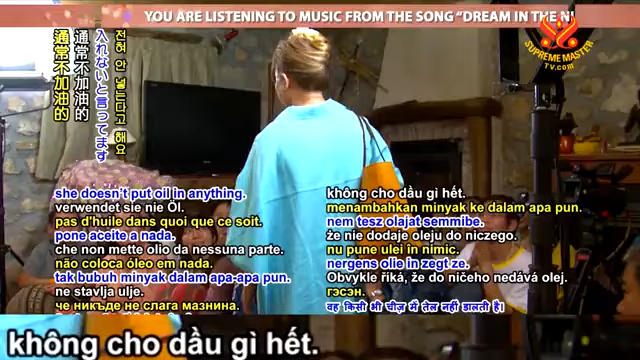 YOU ARE LISTENING TO MUSIC FROM THE SONG “DREAM IN THE NI
SUPREME MASTER
TV.com
전혀 안 넣는다고 해요
入れないと言ってます
通常不加油的
通常不加油的
she doesn't put oil in anything.
verwendet sie nie Öl.
pas d'huile dans quoi que ce soit.
pone aceite a nada.
che non mette olio da nessuna parte.
não coloca óleo em nada.
tak bubuh minyak dalam apa-apa pun.
ne stavlja ulje.
че никъде не слага мазнина.
không cho dầu gì hết.
menambahkan minyak ke dalam apa pun.
nem tesz olajat semmibe.
że nie dodaje oleju do niczego.
nu pune ulei în nimic.
nergens olie in zegt ze.
Obvykle říká, že do ničeho nedává olej.
гэсэн.
वह किसी भी चीज़ में तेल नहीं डालती है।
không cho dầu gì hết.